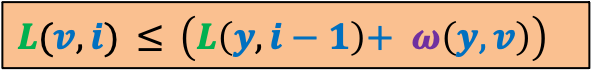 L(v, i) ≤ (L(y, i − 1)+ ω(y, v))